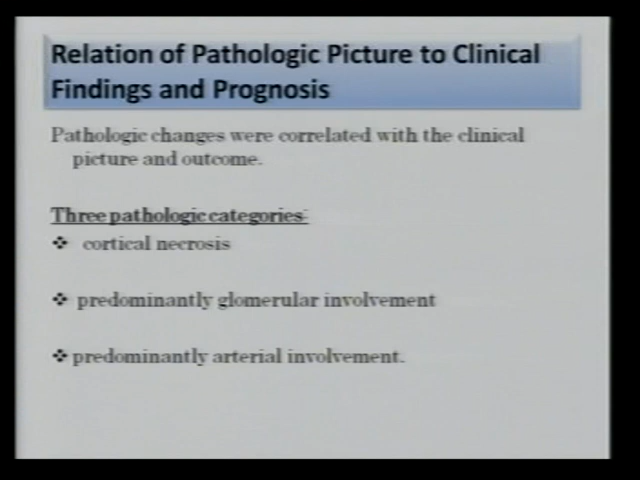 Relation of Pathologic Picture to Clinical
Findings and Prognosis
Pathologic changes were correlated with the clinical
picture and outcome.
Three pathologic categories:
❖ cortical necrosis
❖ predominantly glomerular involvement
❖ predominantly arterial involvement.